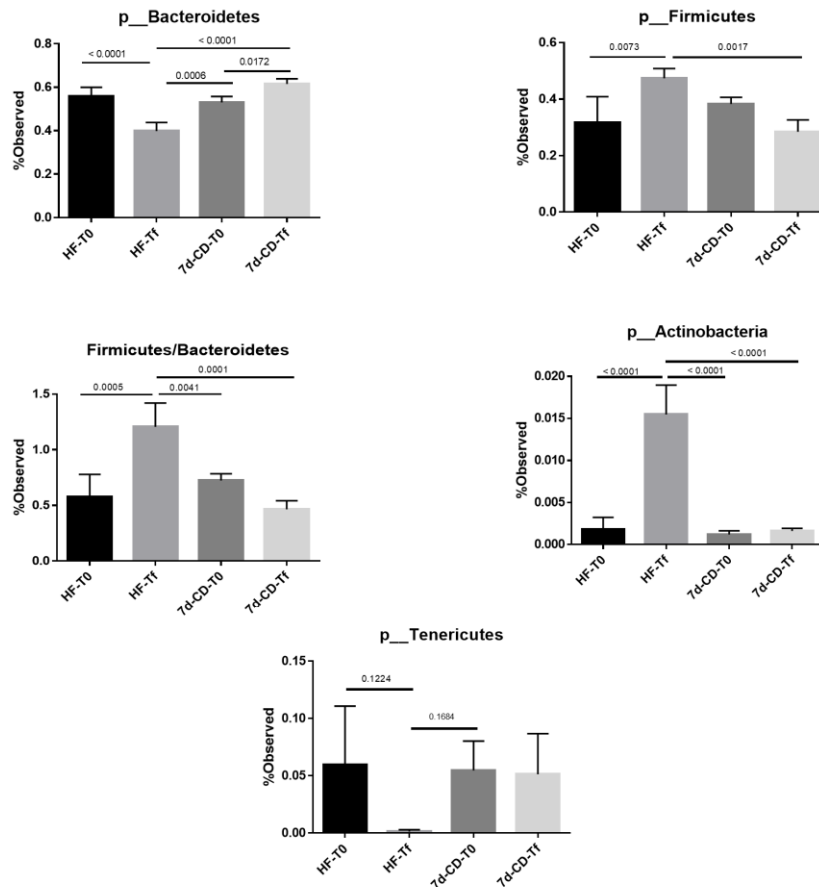 p__Bacteroidetes
< 0.0001
< 0.0001
0.0172
0.0006
%Observed
0.8
0.6
0.4
0.2
0.0
HF-T0
HF-Tf
7d-CD-T0
7d-CD-Tf
p__Firmicutes
0.0073
0.0017
%Observed
0.6
0.4
0.2
0.0
HF-T0
HF-Tf
7d-CD-T0
7d-CD-Tf
Firmicutes/Bacteroidetes
0.0001
0.0005
0.0041
%Observed
1.5
1.0
0.5
0.0
HF-T0
HF-Tf
7d-CD-T0
7d-CD-Tf
p__Actinobacteria
< 0.0001
< 0.0001
< 0.0001
%Observed
0.020
0.015
0.010
0.005
0.000
HF-T0
HF-Tf
7d-CD-T0
7d-CD-Tf
p__Tenericutes
0.1224
0.1684
%Observed
0.15
0.10
0.05
0.00
HF-T0
HF-Tf
7d-CD-T0
7d-CD-Tf